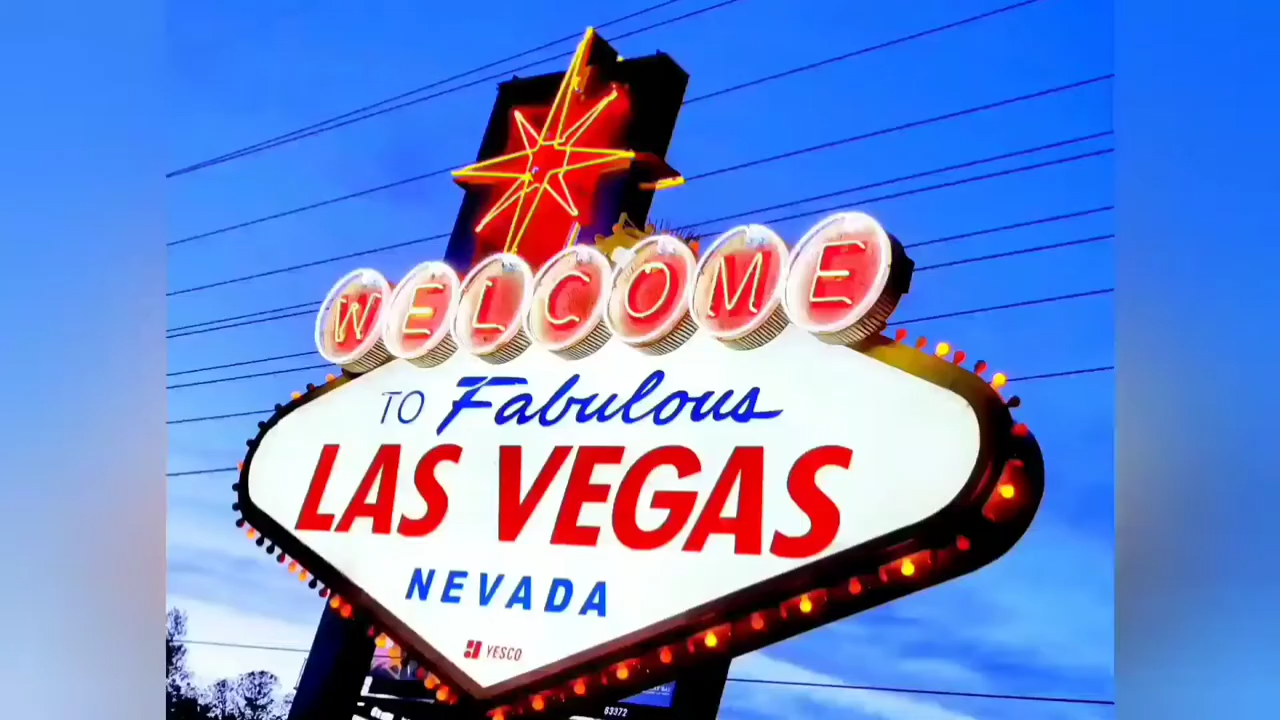 WELCOME
TO Fabulous
LAS VEGAS
NEVADA
YESCO
63372